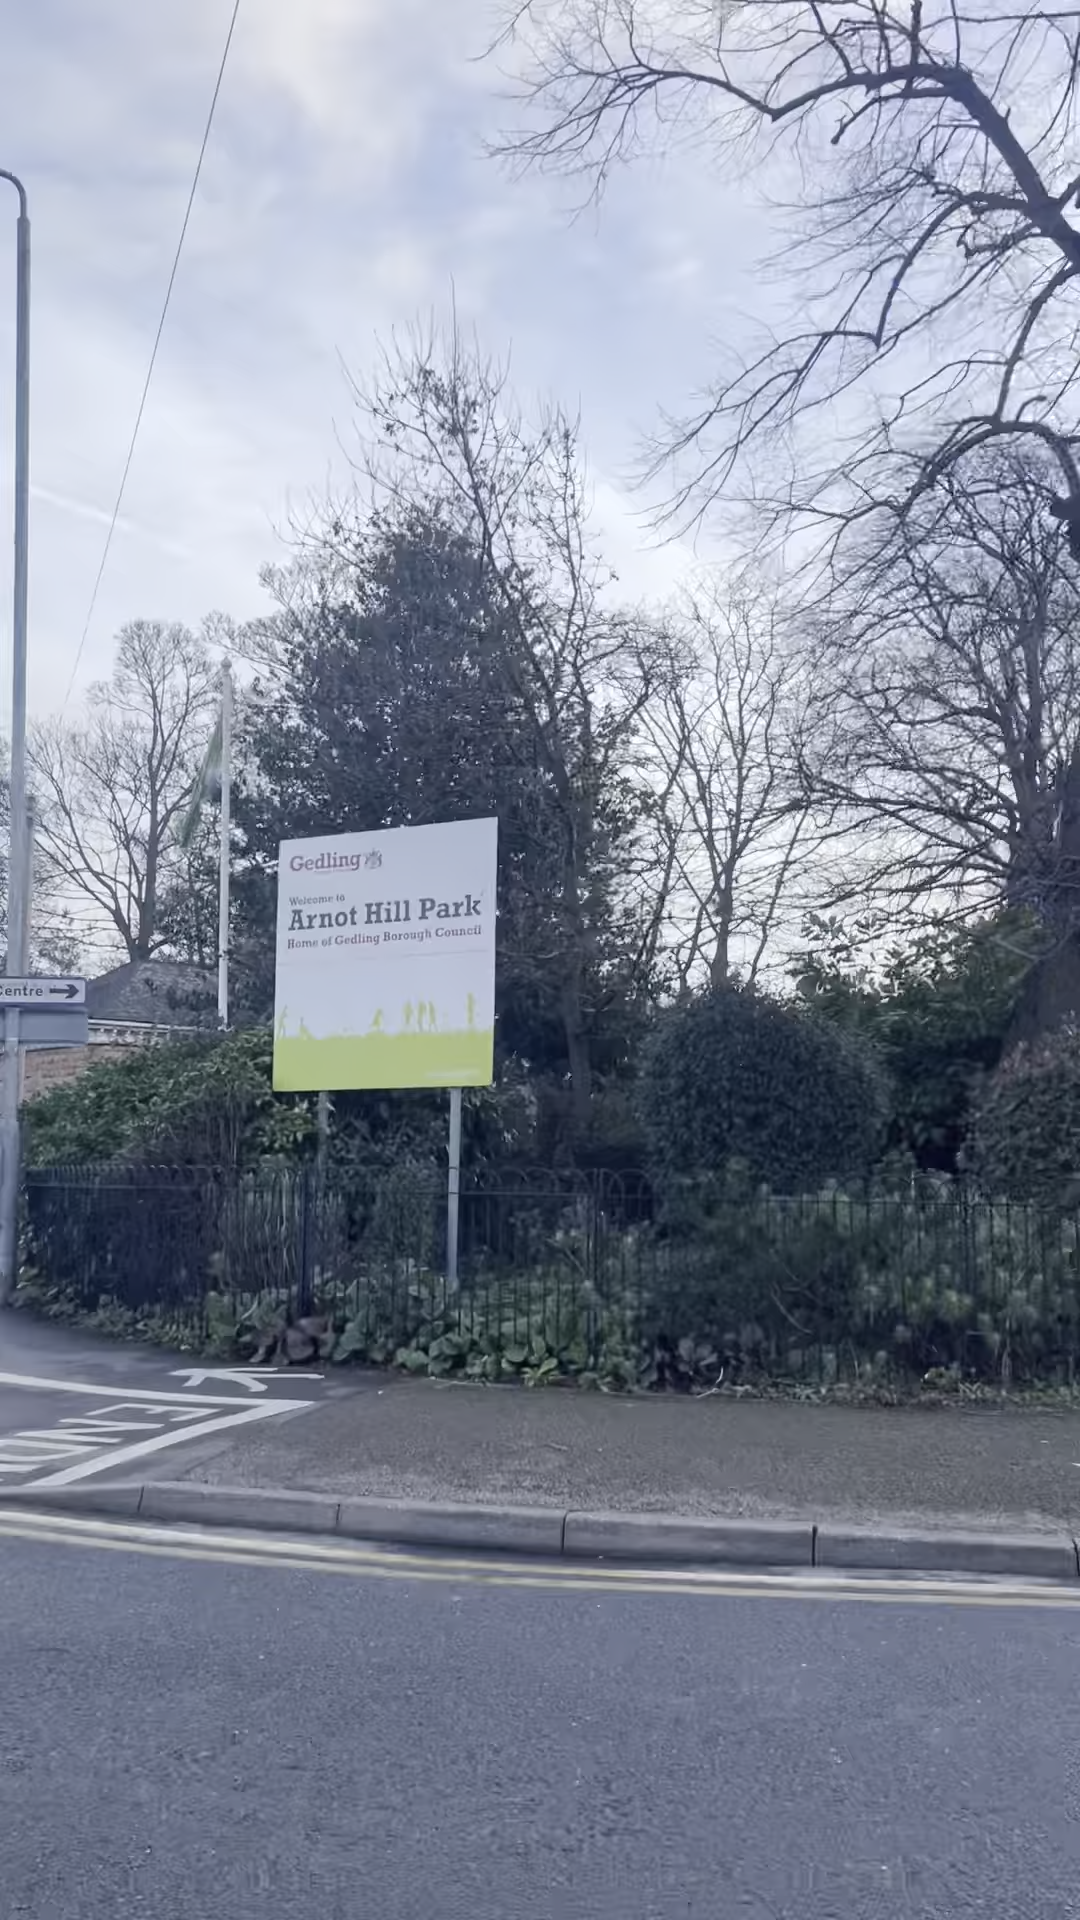 Gedling
Welcome to
Arnot Hill Park
Home of Gedling Borough Council
Centre
END